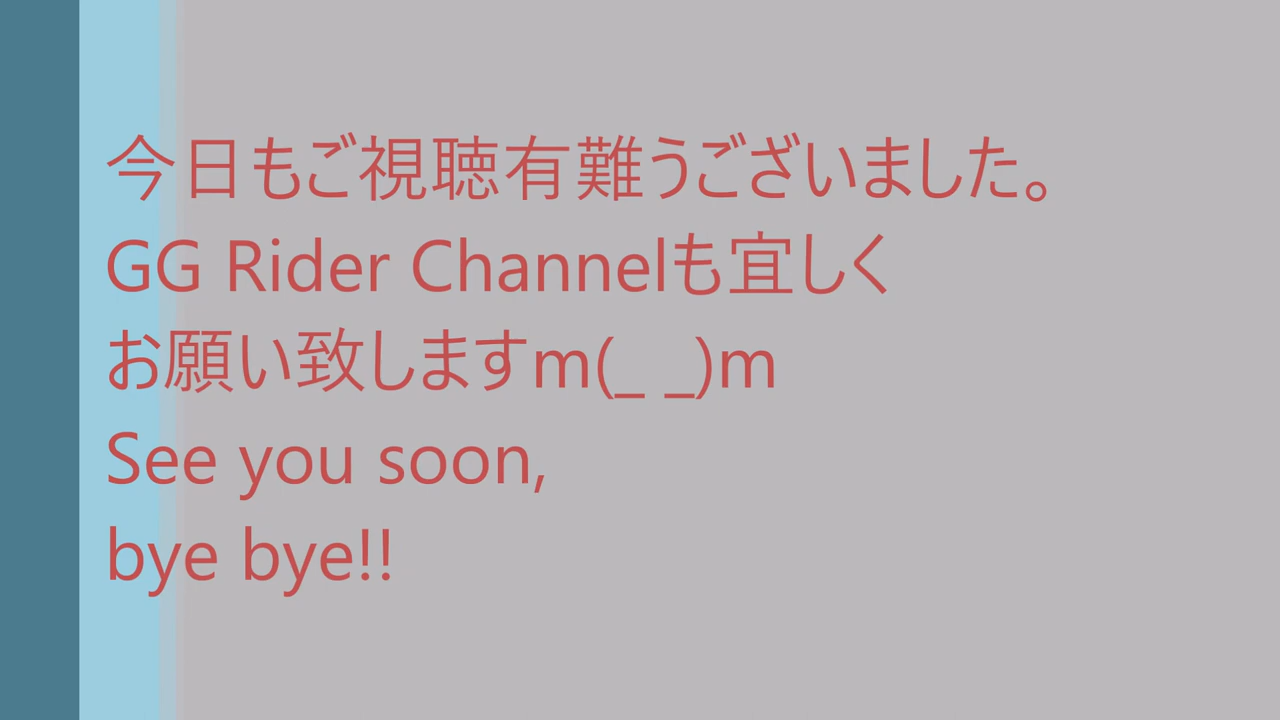 今日もご視聴有難うございました。
GG Rider Channelも宜しく
お願い致しますm(_ _)m
See you soon,
bye bye!!